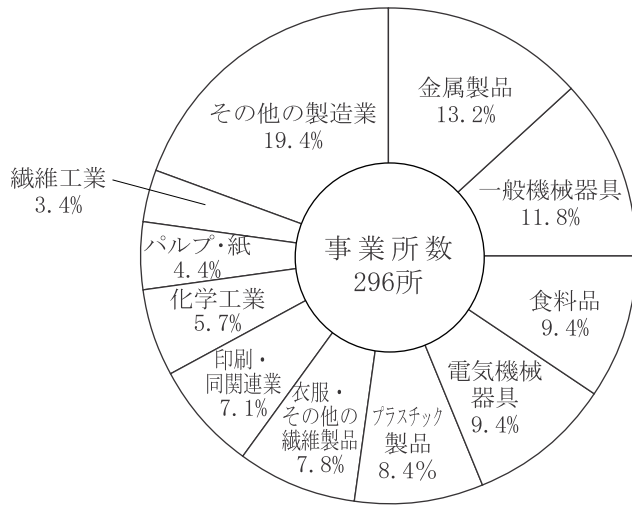 事業所数
296所
金属製品
13.2%
一般機械器具
11.8%
食料品
9.4%
電気機械
器具
9.4%
プラスチック
製品
8.4%
衣服・
その他の
繊維製品
7.8%
印刷・
同関連業
7.1%
化学工業
5.7%
パルプ・紙
4.4%
繊維工業
3.4%
その他の製造業
19.4%